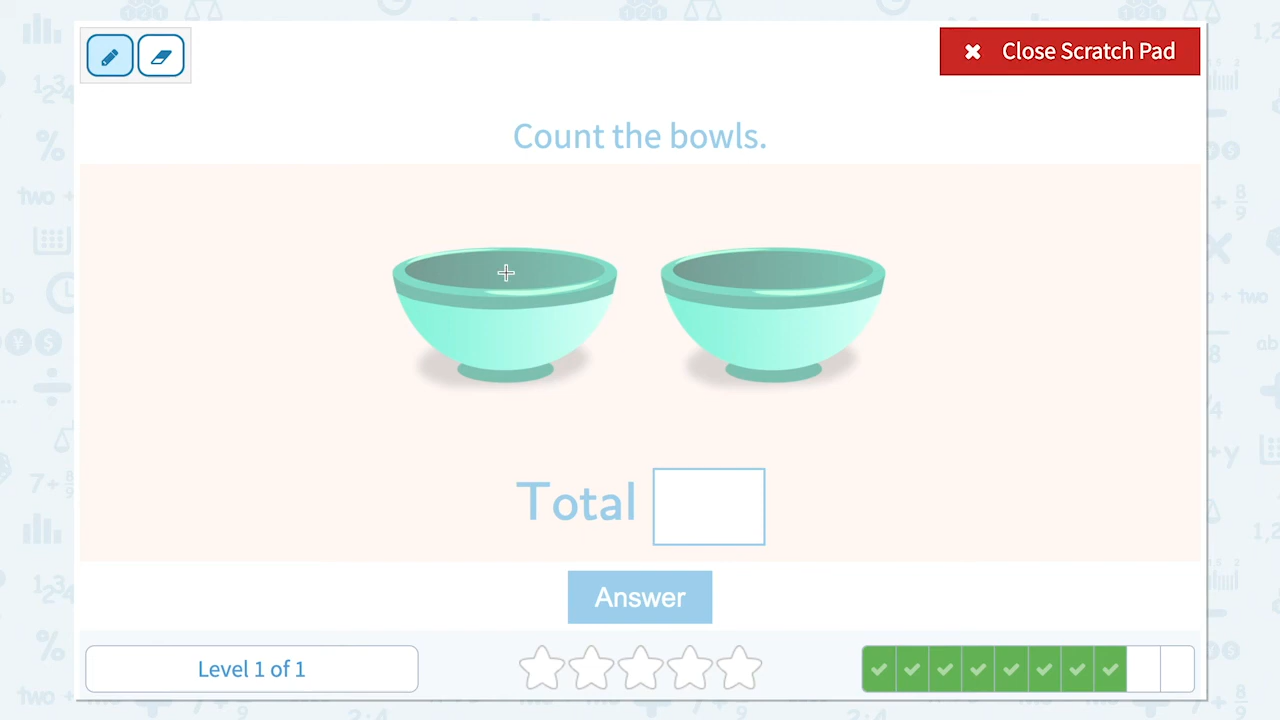 Close Scratch Pad
Count the bowls.
Total
Answer
Level 1 of 1